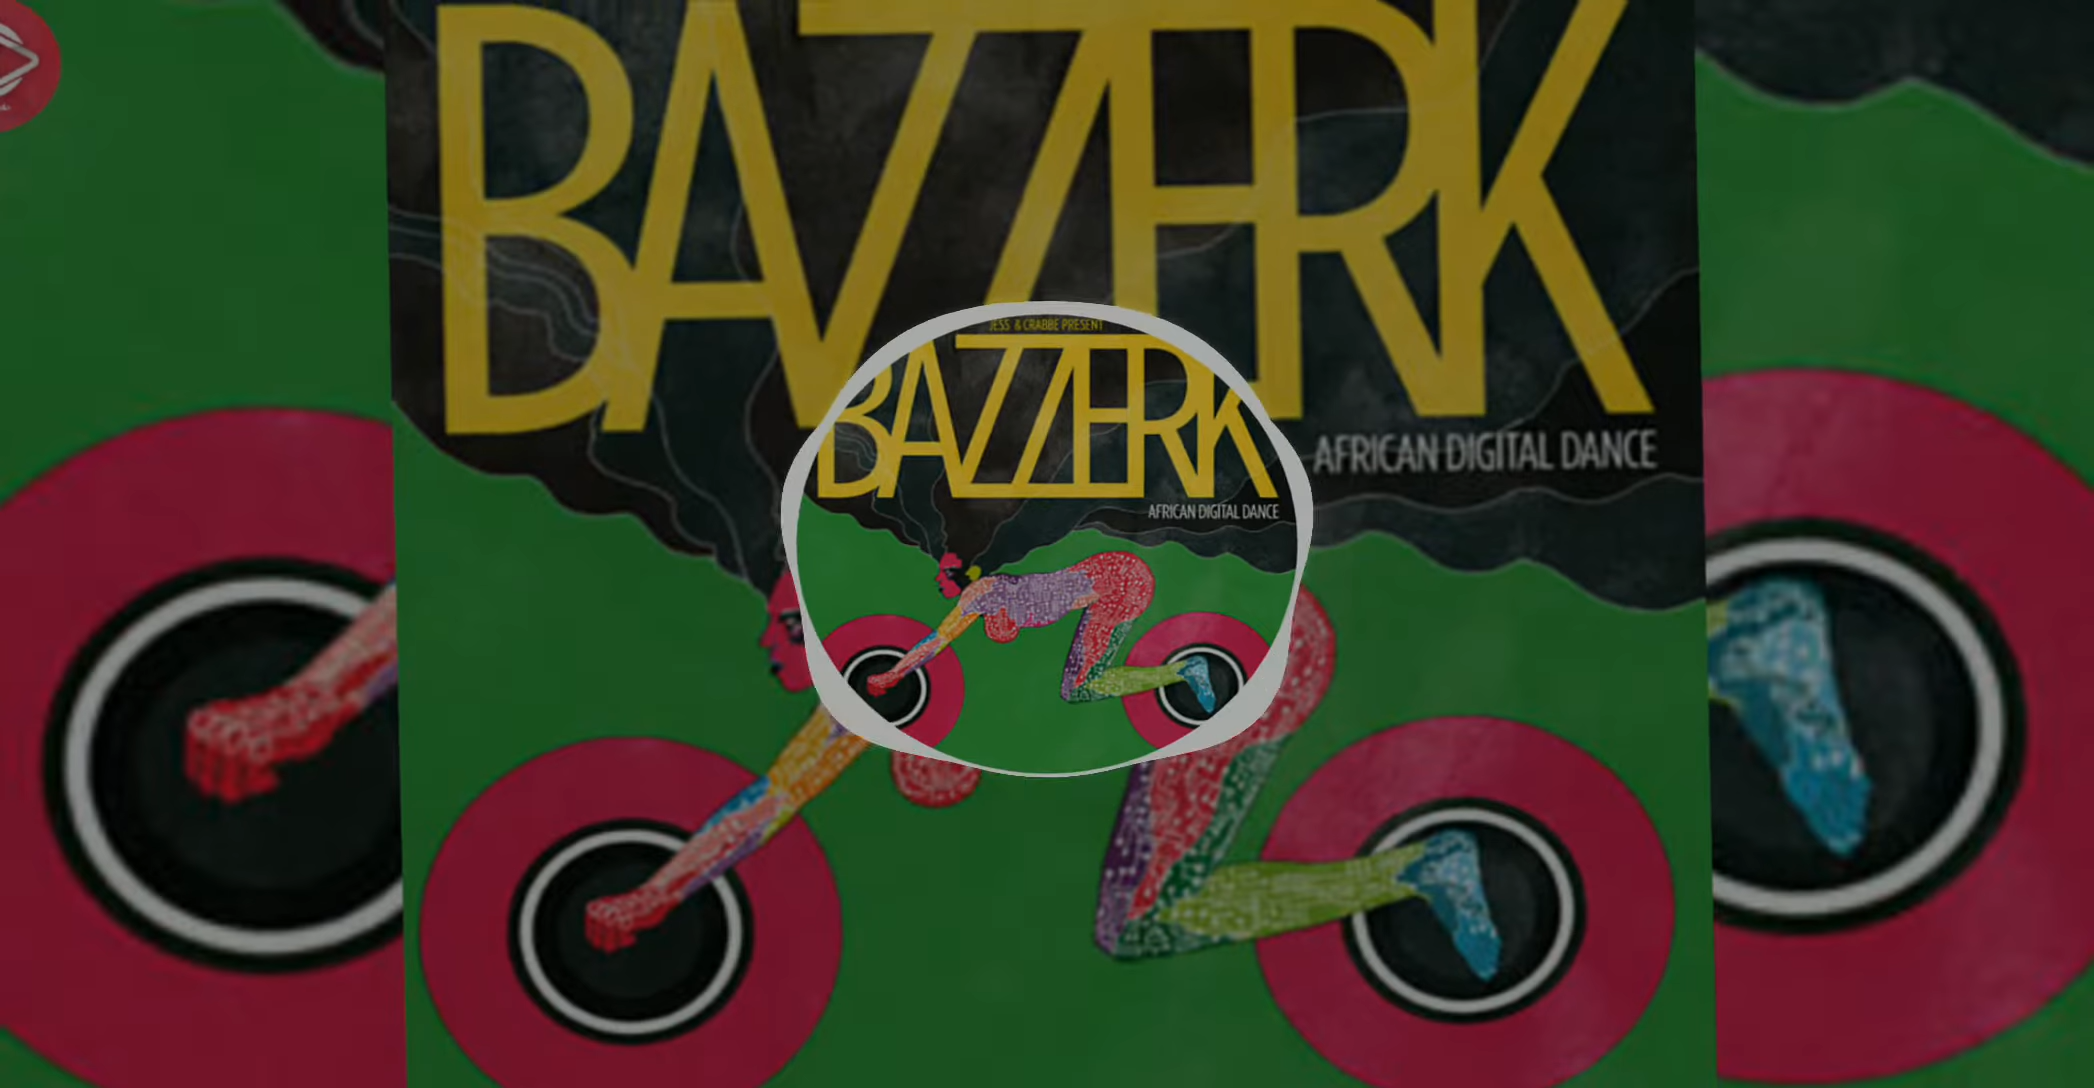 BAZZERK
AFRICAN DIGITAL DANCE
JESS & CRABBE PRESENT
BAZZERK
AFRICAN DIGITAL DANCE